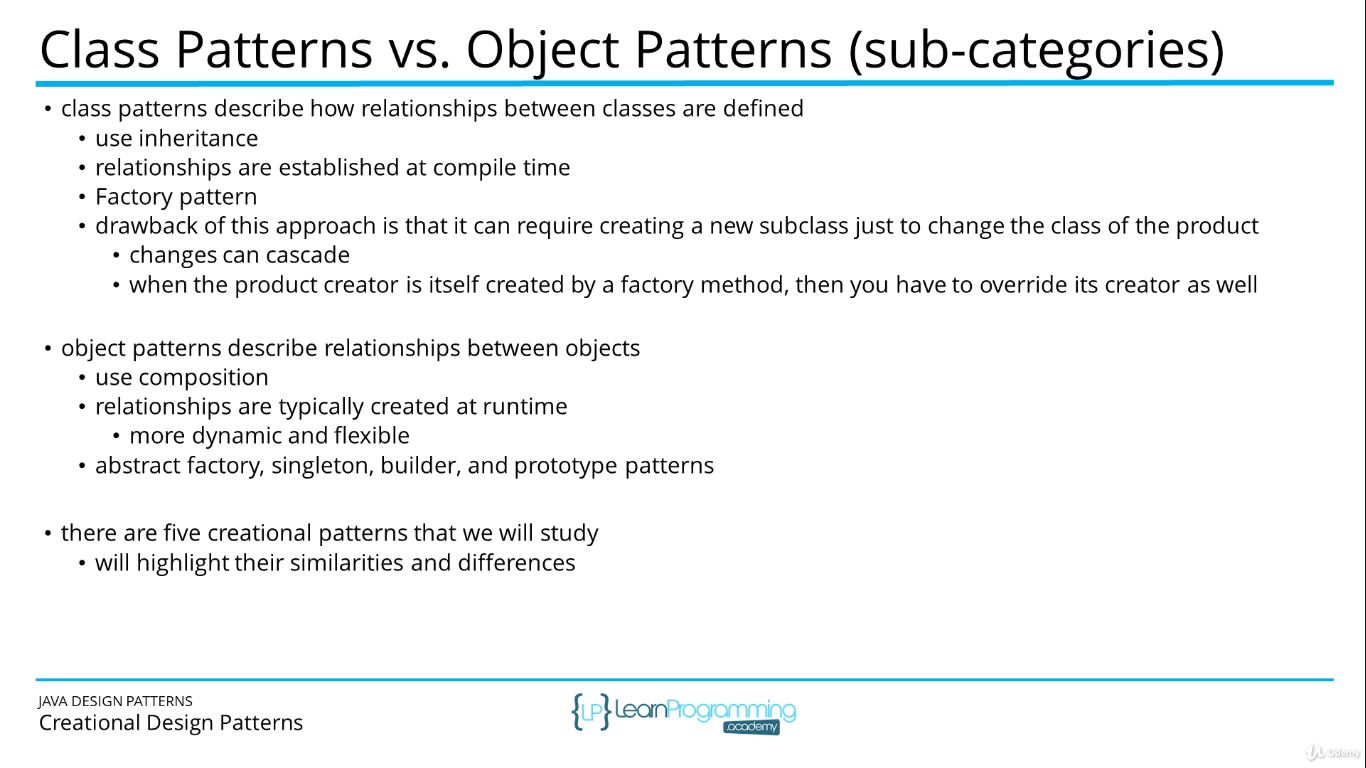 Class Patterns vs. Object Patterns (sub-categories)
• class patterns describe how relationships between classes are defined
• use inheritance
• relationships are established at compile time
• Factory pattern
• drawback of this approach is that it can require creating a new subclass just to change the class of the product
• changes can cascade
• when the product creator is itself created by a factory method, then you have to override its creator as well
• object patterns describe relationships between objects
• use composition
• relationships are typically created at runtime
• more dynamic and flexible
• abstract factory, singleton, builder, and prototype patterns
• there are five creational patterns that we will study
• will highlight their similarities and differences
JAVA DESIGN PATTERNS
Creational Design Patterns
{LP} LearnProgramming
.academy
Udemy